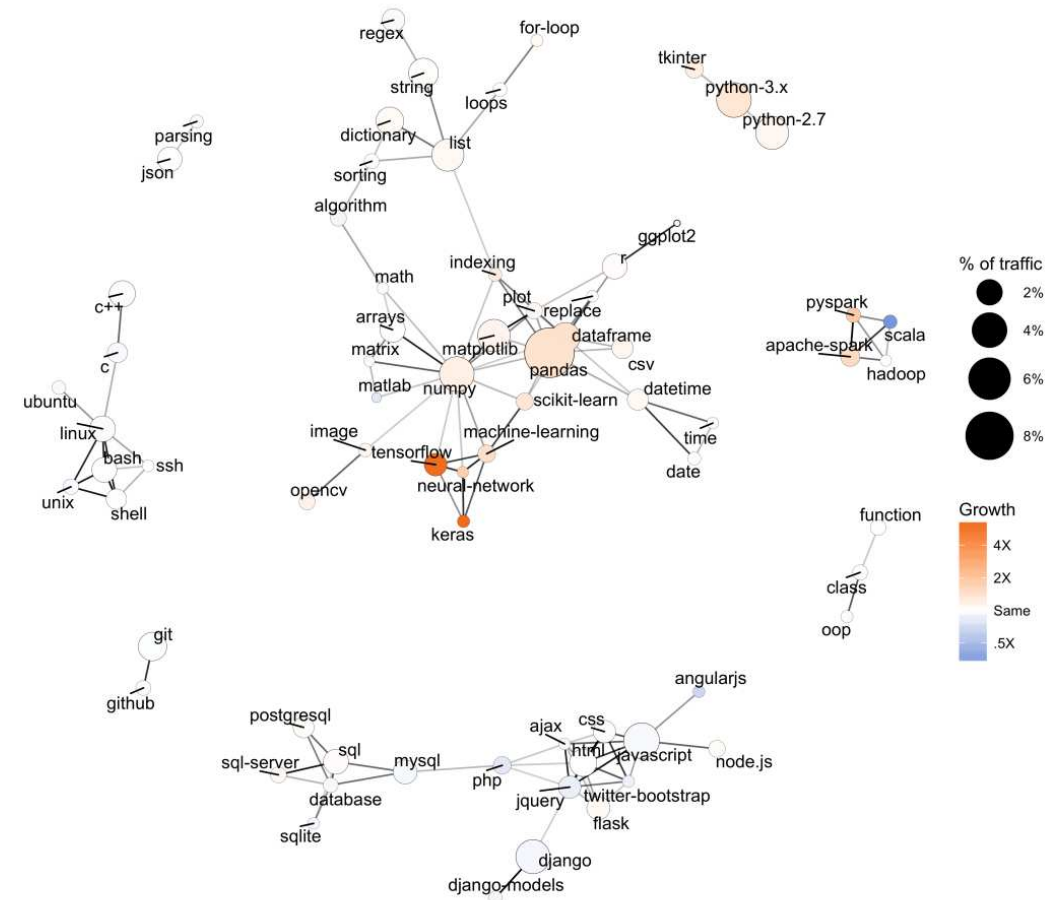 regex
for-loop
tkinter
string
python-3.x
loops
python-2.7
parsing
dictionary
list
json
sorting
algorithm
ggplot2
indexing
r
math
% of traffic
2%
4%
6%
8%
plot
replace
c++
pyspark
arrays
scala
matrix
matplotlib
dataframe
apache-spark
c
pandas
csv
hadoop
matlab
numpy
datetime
ubuntu
scikit-learn
linux
image
machine-learning
time
bash
tensorflow
ssh
date
opencv
neural-network
unix
shell
keras
Growth
4X
2X
Same
.5X
function
class
oop
git
github
angularjs
postgresql
ajax
css
sql
html
javascript
sql-server
mysql
node.js
php
database
jquery
twitter-bootstrap
flask
sqlite
django
django-models